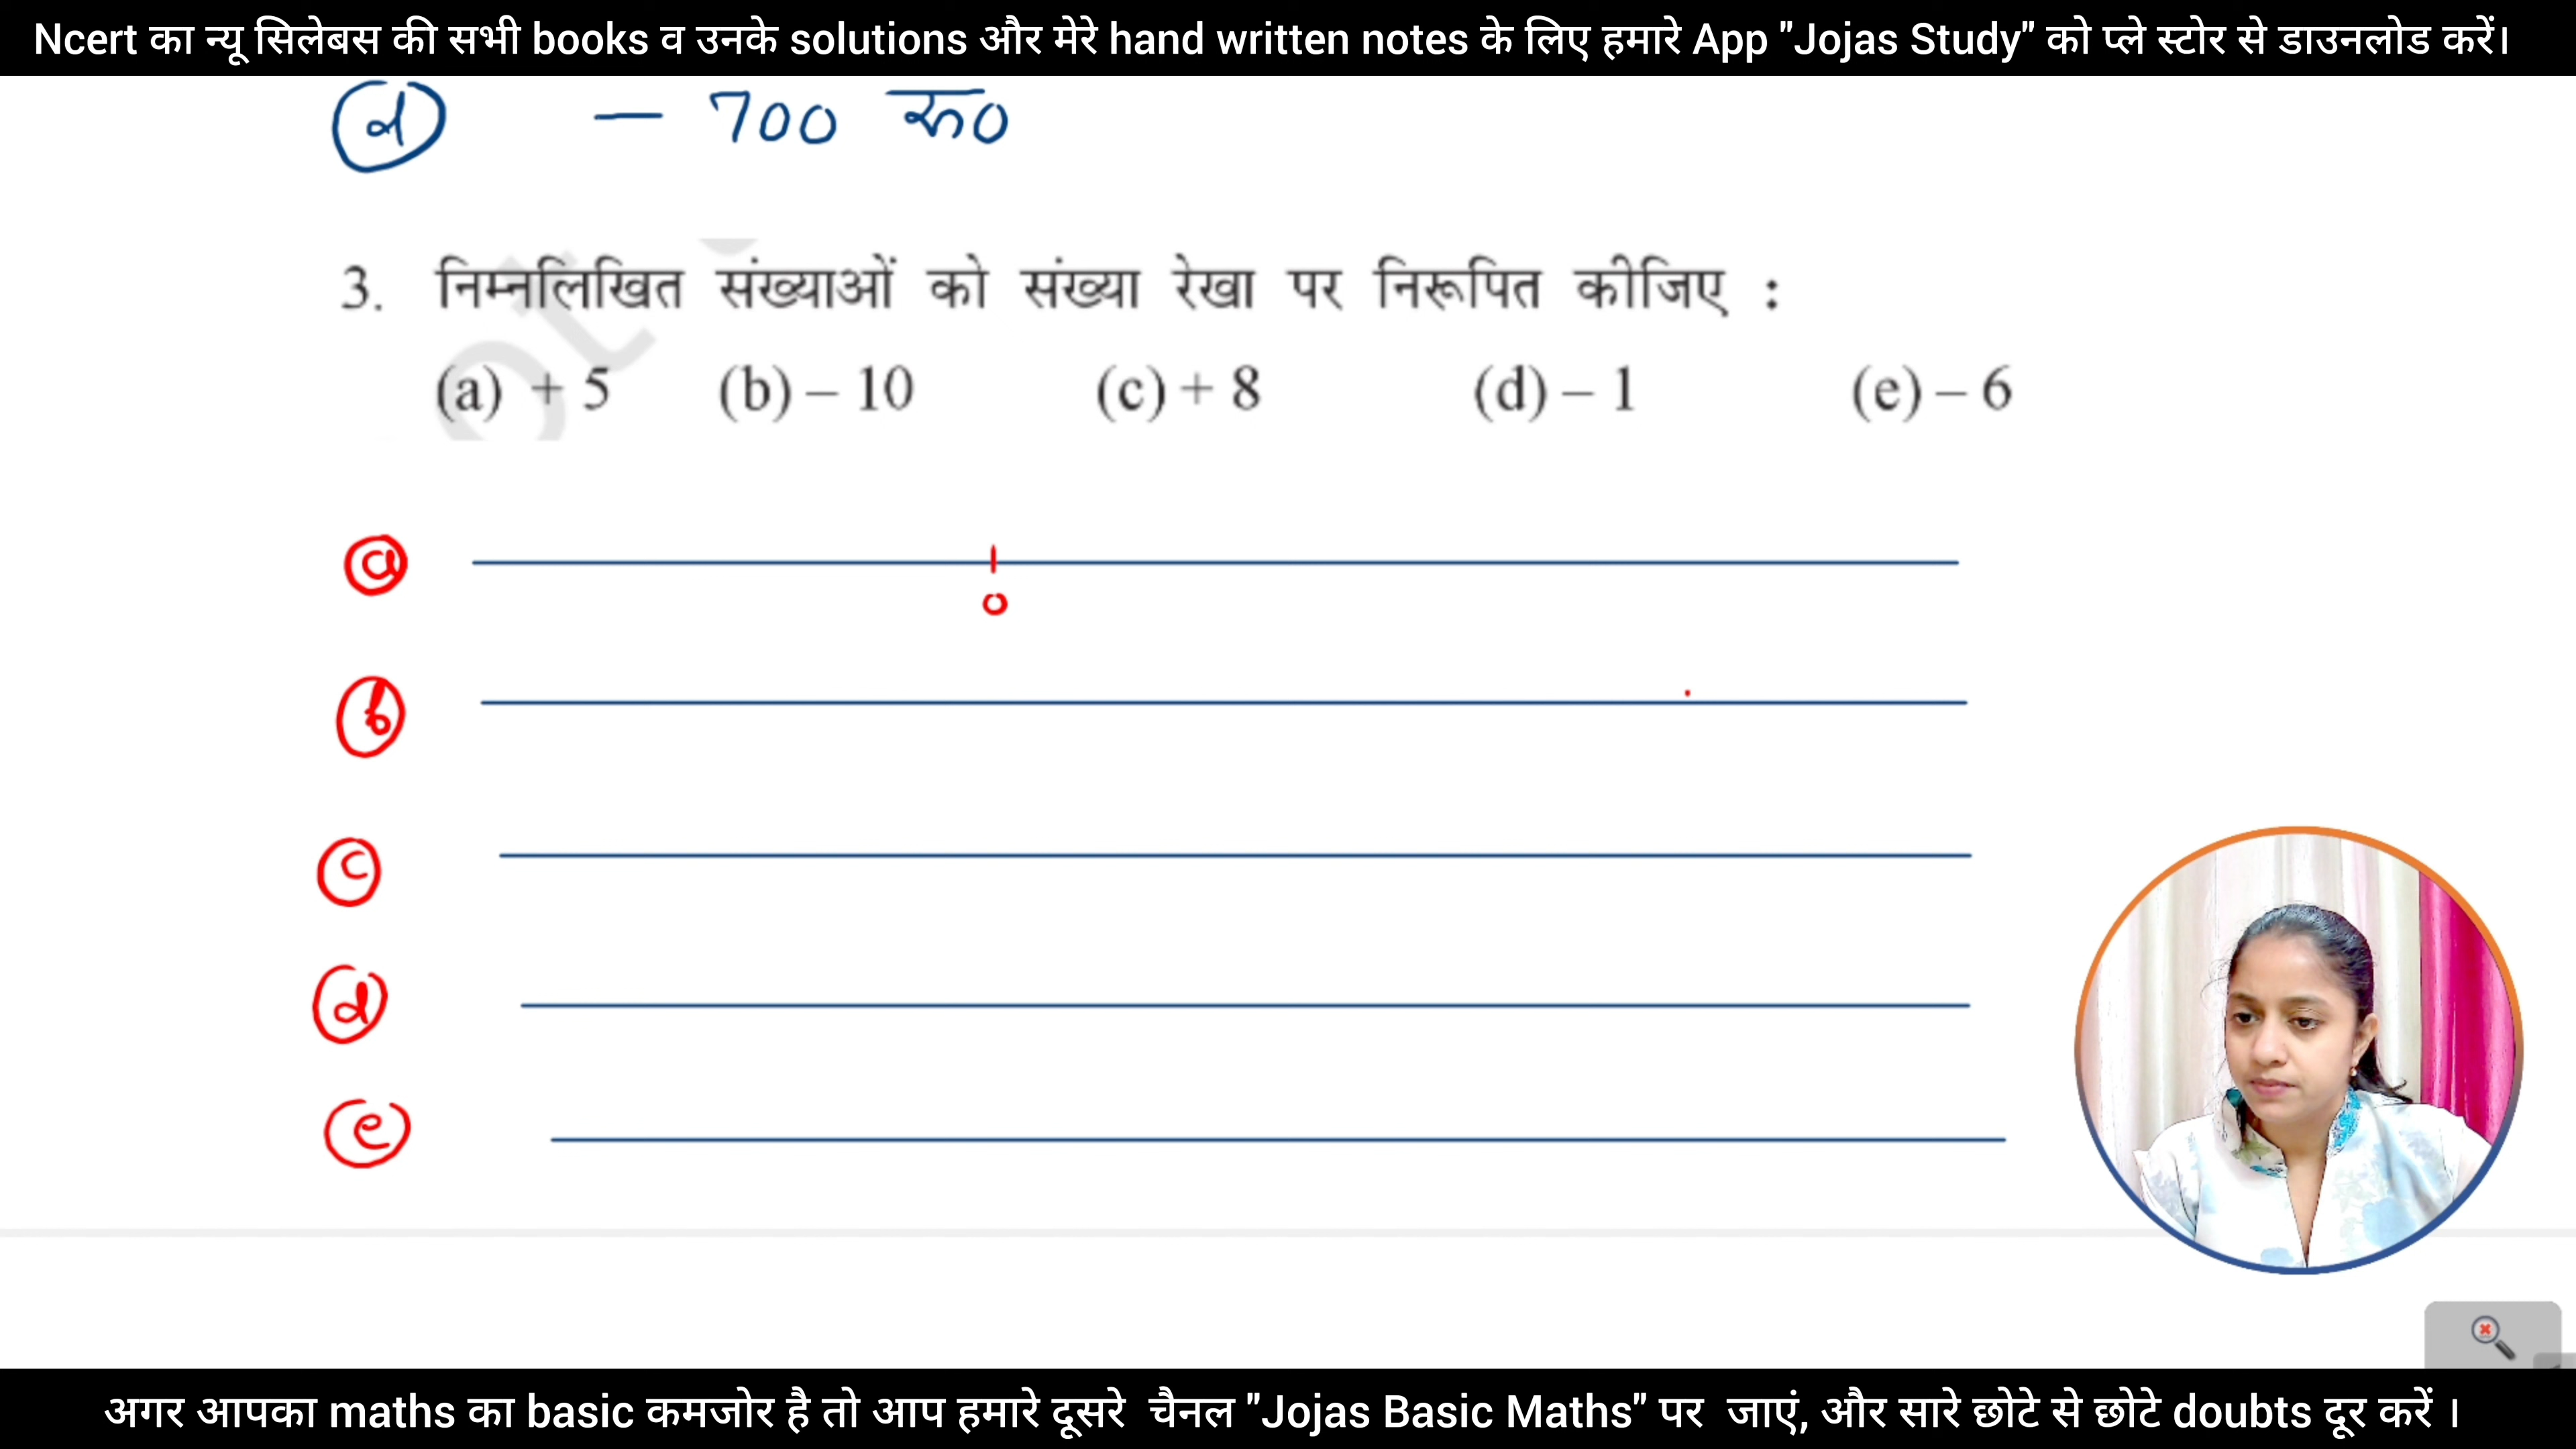 Ncert का न्यू सिलेबस की सभी books व उनके solutions और मेरे hand written notes के लिए हमारे App "Jojas Study" को प्ले स्टोर से डाउनलोड करें।
(d) - 700 रू०
3. निम्नलिखित संख्याओं को संख्या रेखा पर निरूपित कीजिए :
(a) + 5 (b) – 10 (c) + 8 (d) – 1 (e) – 6
(a)
0
(b)
(c)
(d)
(e)
अगर आपका maths का basic कमजोर है तो आप हमारे दूसरे चैनल "Jojas Basic Maths" पर जाएं, और सारे छोटे से छोटे doubts दूर करें ।